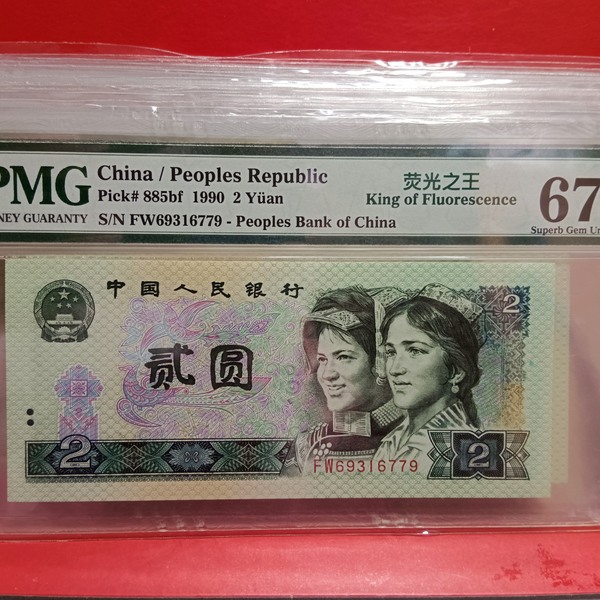 PMG
NEY GUARANTY
China / Peoples Republic
Pick# 885bf 1990 2 Yüan
S/N FW69316779 - Peoples Bank of China
荧光之王
King of Fluorescence
67
Superb Gem Un
中国人民银行
2
贰圆
2
FW69316779
2